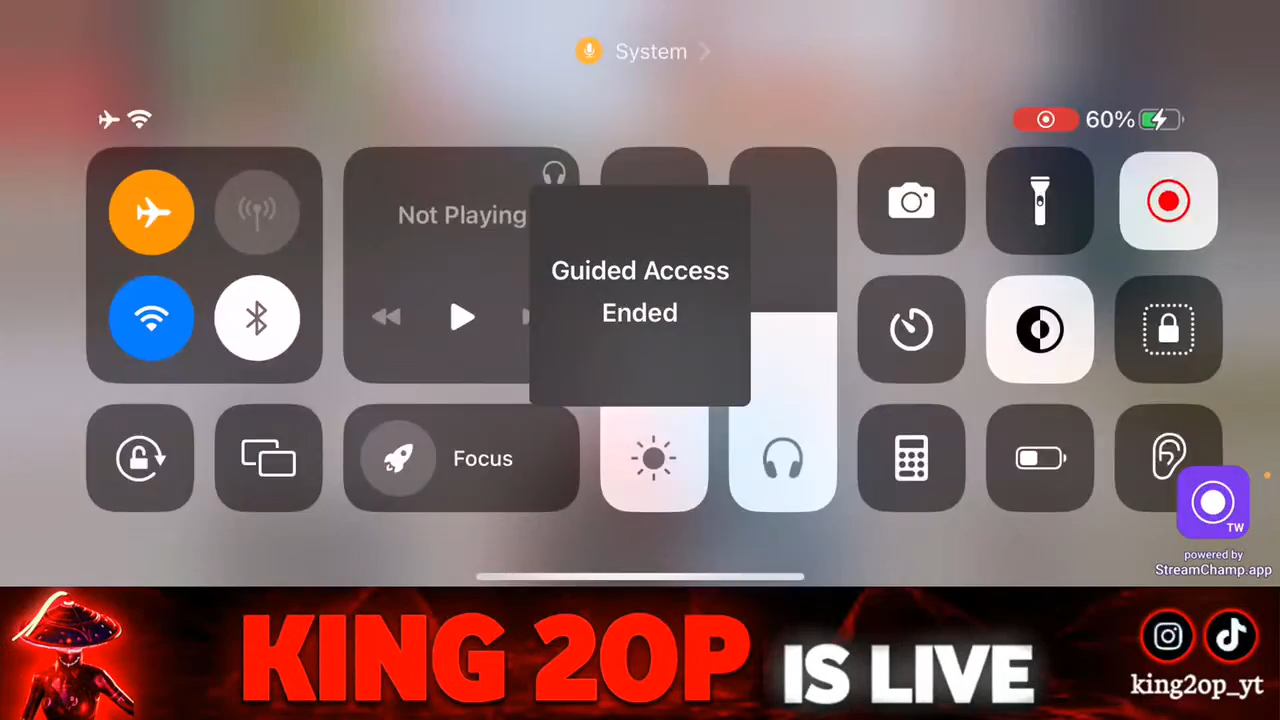 System
60%
Not Playing
Guided Access
Ended
Focus
TW
powered by
StreamChamp.app
KING 2OP IS LIVE
king2op_yt